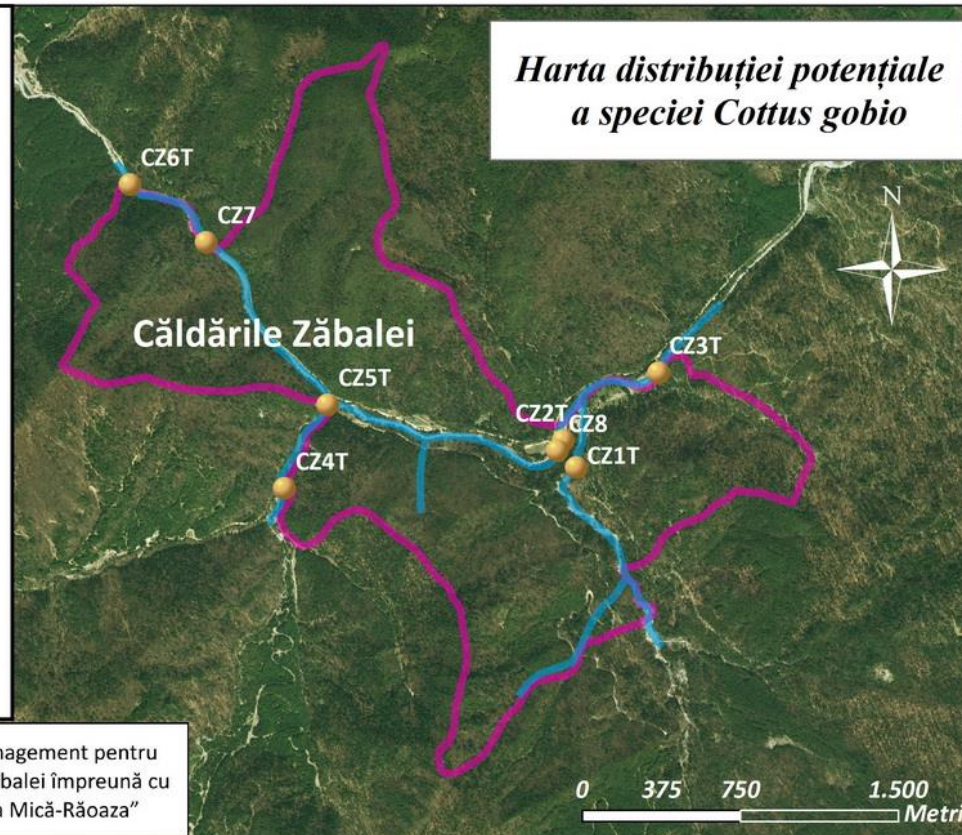 Harta distribuției potențiale
a speciei Cottus gobio
N
CZ6T
CZ7
Căldările Zăbalei
CZ5T
CZ3T
CZ2T
CZ8
CZ1T
CZ4T
nagement pentru
balei împreună cu
Mică-Răoaza”
0 375 750 1.500
Metri